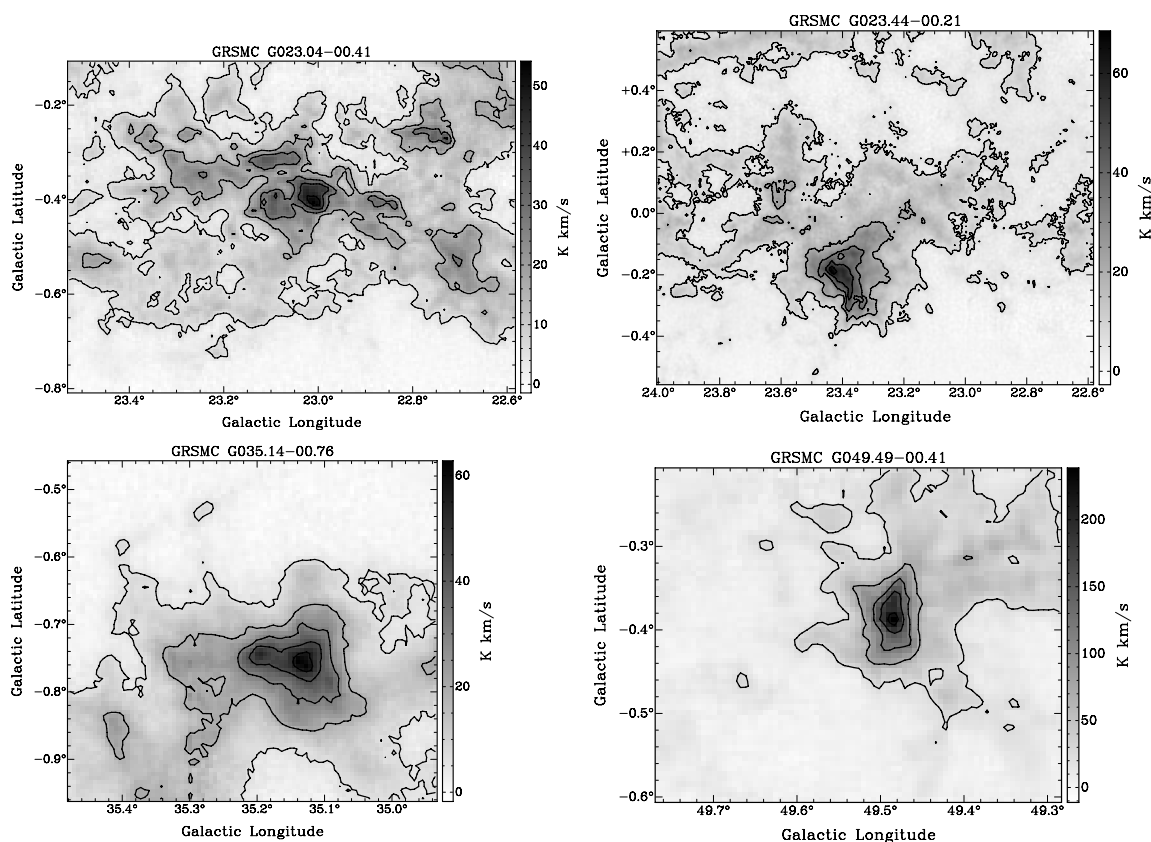 GRSMC G023.04−00.41
Galactic Latitude
−0.2°
−0.4°
−0.6°
−0.8°
23.4° 23.2° 23.0° 22.8° 22.6°
Galactic Longitude
50
40
30
20
10
0
K km/s
GRSMC G023.44−00.21
Galactic Latitude
+0.4°
+0.2°
0.0°
−0.2°
−0.4°
24.0° 23.8° 23.6° 23.4° 23.2° 23.0° 22.8° 22.6°
Galactic Longitude
60
40
20
0
K km/s
GRSMC G035.14−00.76
Galactic Latitude
−0.5°
−0.6°
−0.7°
−0.8°
−0.9°
35.4° 35.3° 35.2° 35.1° 35.0°
Galactic Longitude
60
40
20
0
K km/s
GRSMC G049.49−00.41
Galactic Latitude
−0.3°
−0.4°
−0.5°
−0.6°
49.7° 49.6° 49.5° 49.4° 49.3°
Galactic Longitude
200
150
100
50
0
K km/s